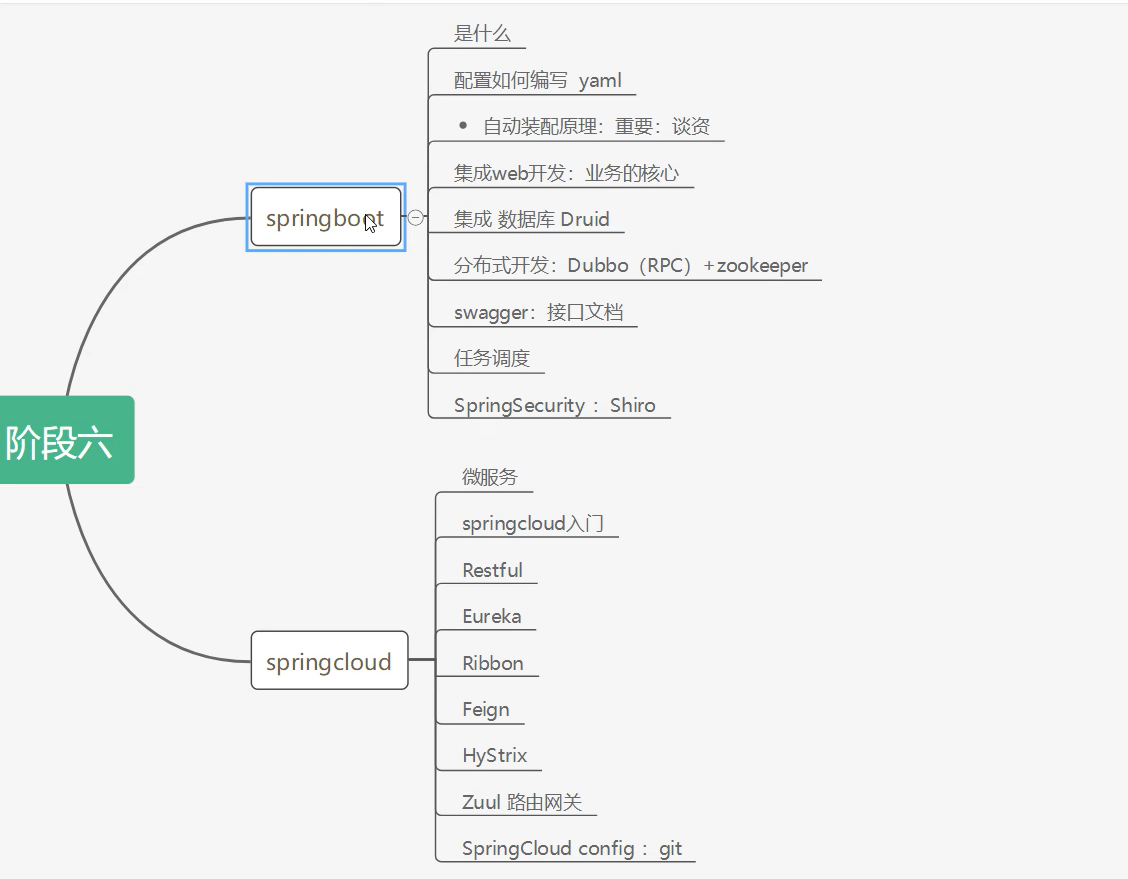 阶段六
springboot
是什么
配置如何编写 yaml
自动装配原理：重要：谈资
集成web开发：业务的核心
集成 数据库 Druid
分布式开发：Dubbo（RPC）+zookeeper
swagger：接口文档
任务调度
SpringSecurity ：Shiro
springcloud
微服务
springcloud入门
Restful
Eureka
Ribbon
Feign
HyStrix
Zuul 路由网关
SpringCloud config ：git